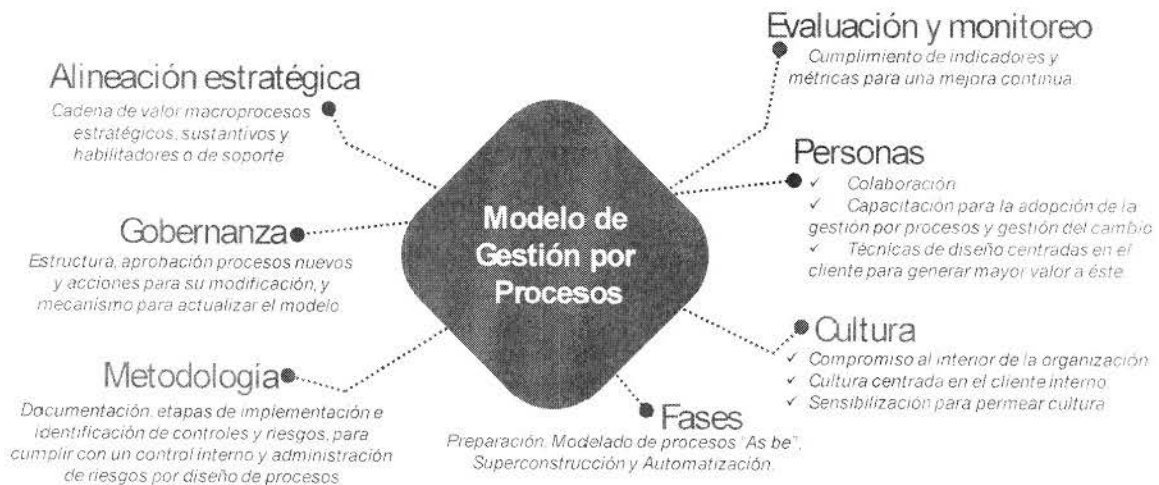 Alineación estratégica
Cadena de valor macroprocesos
estratégicos, sustantivos y
habilitadores o de soporte
Gobernanza
Estructura, aprobación procesos nuevos
y acciones para su modificación, y
mecanismo para actualizar el modelo
Metodología
Documentación, etapas de implementación e
identificación de controles y riesgos, para
cumplir con un control interno y administración
de riesgos por diseño de procesos
Modelo de
Gestión por
Procesos
Evaluación y monitoreo
Cumplimiento de indicadores y
métricas para una mejora continua.
Personas
✓ Colaboración
✓ Capacitación para la adopción de la
gestión por procesos y gestión del cambio
✓ Técnicas de diseño centradas en el
cliente para generar mayor valor a éste
Cultura
✓ Compromiso al interior de la organización
✓ Cultura centrada en el cliente interno
✓ Sensibilización para permear cultura
Fases
Preparación. Modelado de procesos "As be",
Superconstrucción y Automatización.